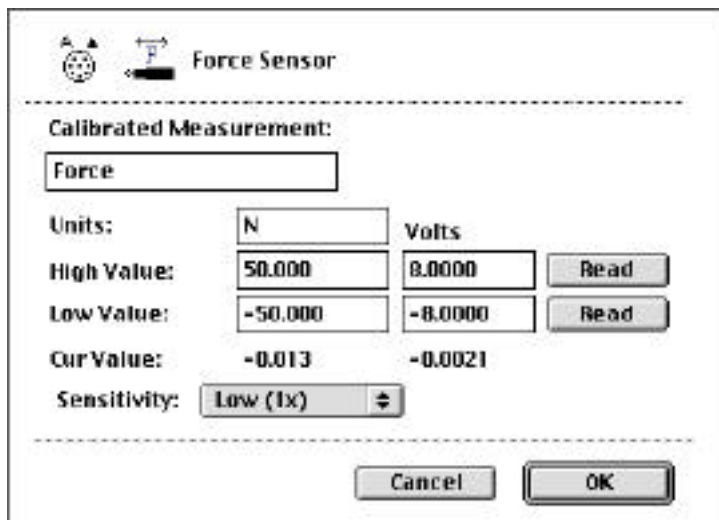 A
F
Force Sensor
Calibrated Measurement:
Force
Units: N Volts
High Value: 50.000 8.0000 Read
Low Value: -50.000 -8.0000 Read
Cur Value: -0.013 -0.0021
Sensitivity: Low (1x)
Cancel OK